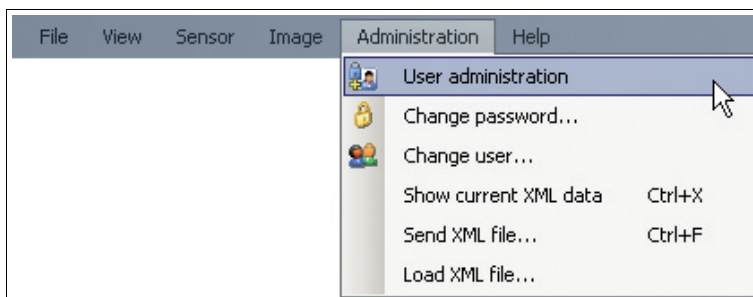 File View Sensor Image Administration Help
User administration
Change password...
Change user...
Show current XML data Ctrl+X
Send XML file... Ctrl+F
Load XML file...